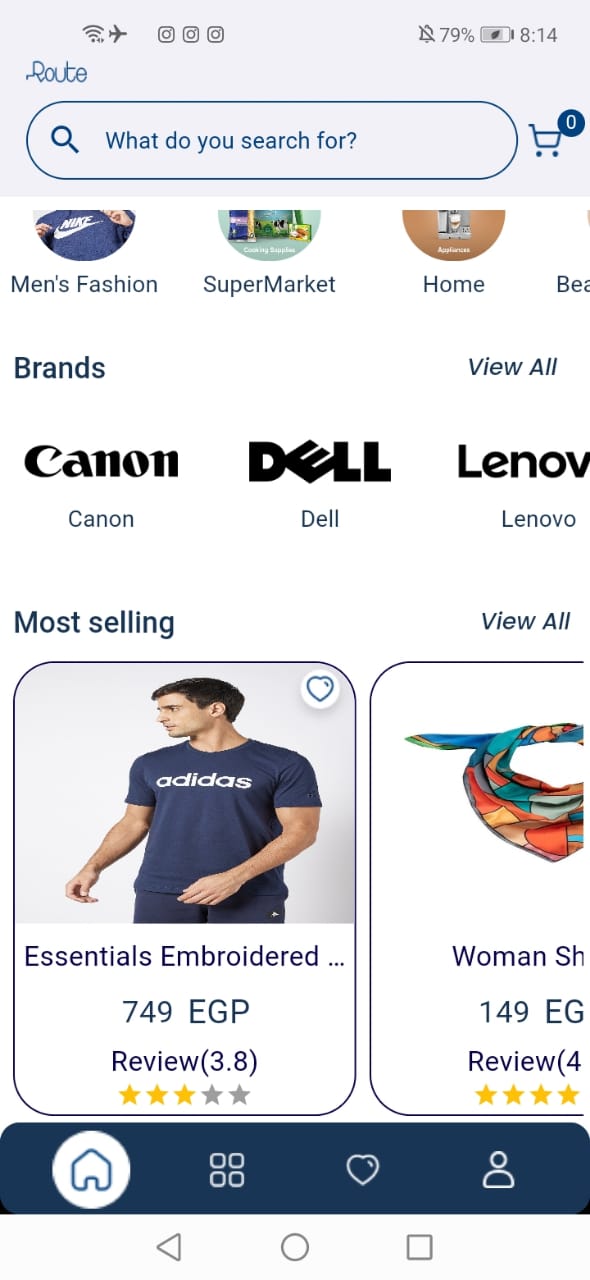 79% 8:14
Route
What do you search for?
0
NIKE
Cooking Supplies
Appliances
Men's Fashion SuperMarket Home Bea
Brands View All
Canon DELL Lenov
Canon Dell Lenovo
Most selling View All
adidas
Essentials Embroidered ...
749 EGP
Review(3.8)
Woman Sh
149 EG
Review(4